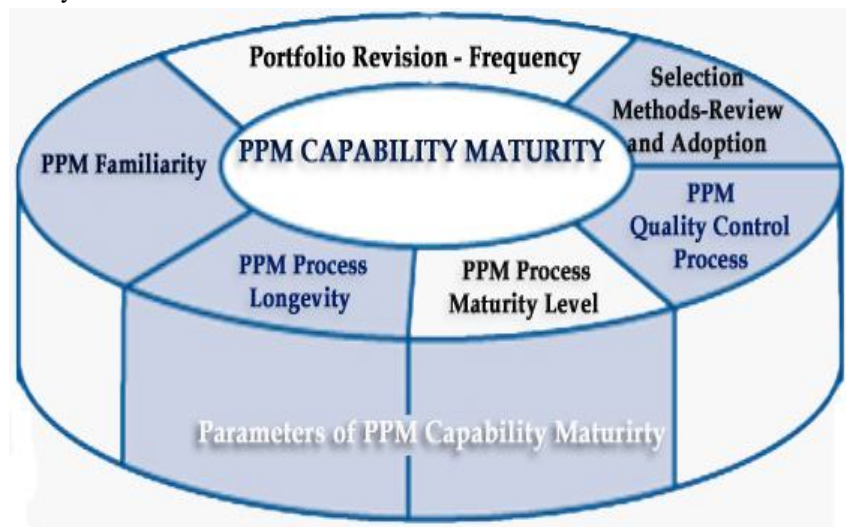 Portfolio Revision - Frequency
Selection
Methods-Review
and Adoption
PPM Familiarity
PPM CAPABILITY MATURITY
PPM
Quality Control
Process
PPM Process
Longevity
PPM Process
Maturity Level
Parameters of PPM Capability Maturirty